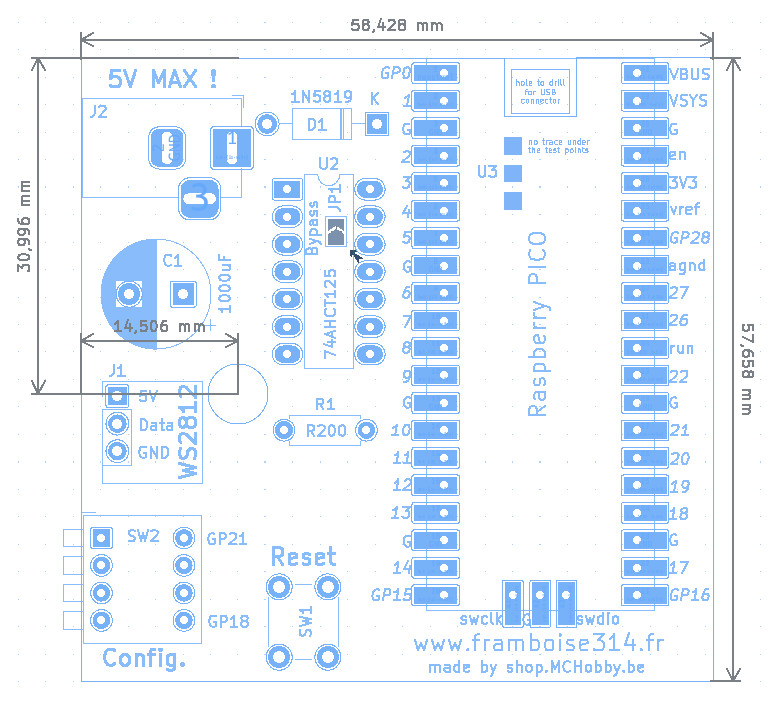 58,428 mm
5V MAX !
GP0
hole to drill
for USB
connector
VBUS
J2
1N5819
K
1
VSYS
D1
G
G
2
GND
1
no trace under
the test points
2
en
U2
U3
3
3V3
3
JP1
4
vref
Bypass
5
GP28
30,996 mm
C1
1000uF
+
74AHCT125
G
agnd
Raspberry PICO
6
27
14,506 mm
7
26
8
run
57,658 mm
J1
9
22
5V
Data
GND
WS2812
R1
R200
G
G
10
21
11
20
12
19
13
18
SW2
GP21
G
G
Reset
14
17
GP18
SW1
GP15
GP16
swclk
G
swdio
Config.
www.framboise314.fr
made by shop.MCHobby.be